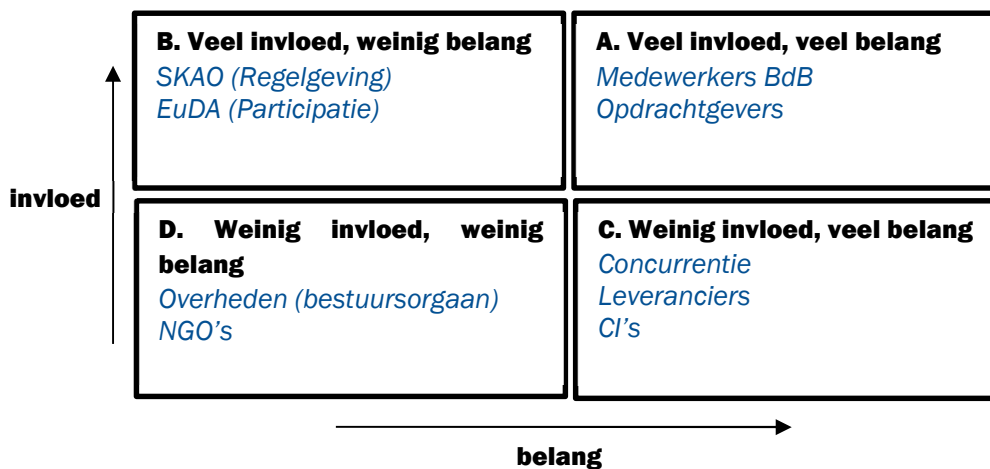 B. Veel invloed, weinig belang
SKAO (Regelgeving)
EuDA (Participatie)
A. Veel invloed, veel belang
Medewerkers BdB
Opdrachtgevers
invloed
D. Weinig invloed, weinig
belang
Overheden (bestuursorgaan)
NGO’s
C. Weinig invloed, veel belang
Concurrentie
Leveranciers
CI’s
belang